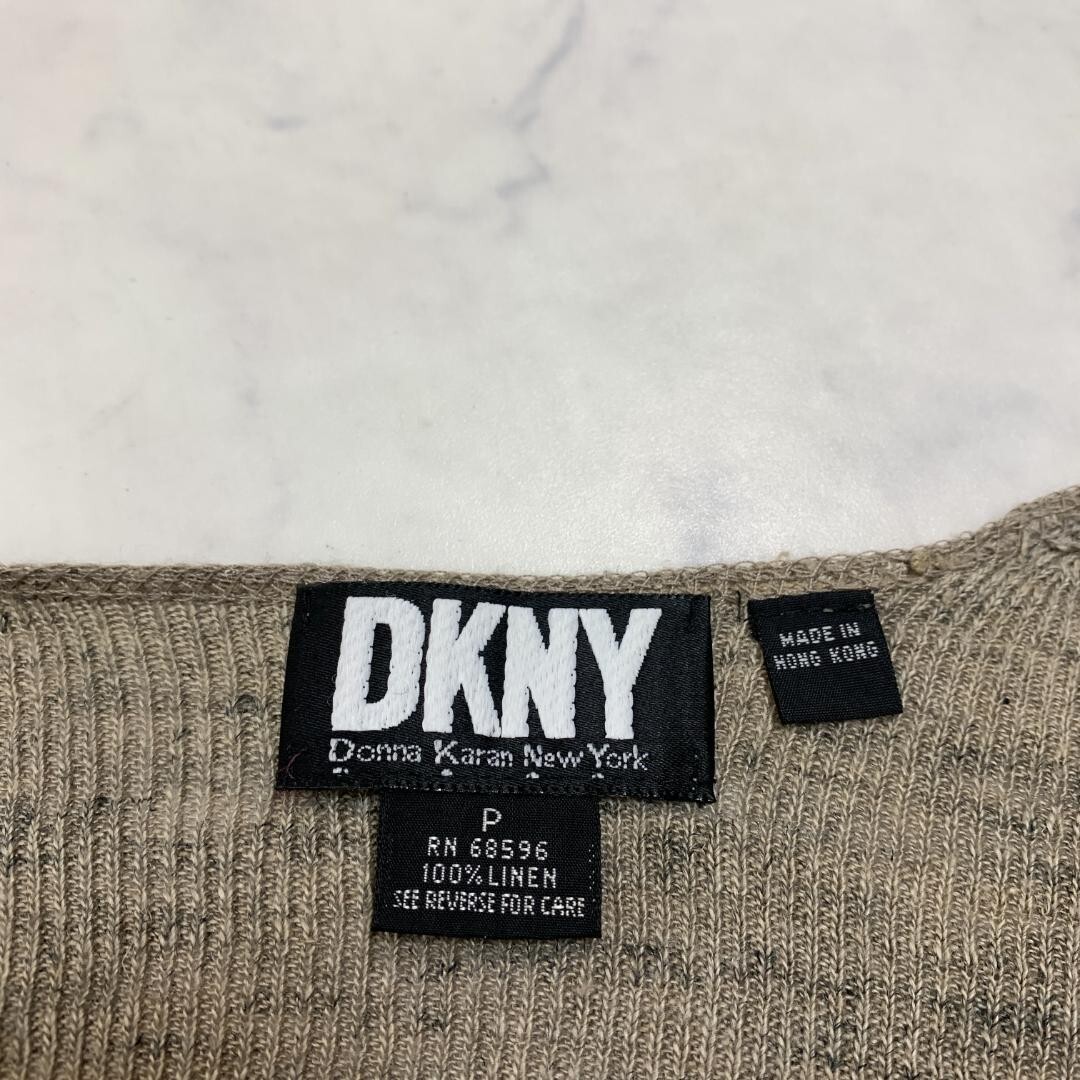 DKNY
Donna Karan New York
P
RN 68596
100% LINEN
SEE REVERSE FOR CARE
MADE IN
HONG KONG